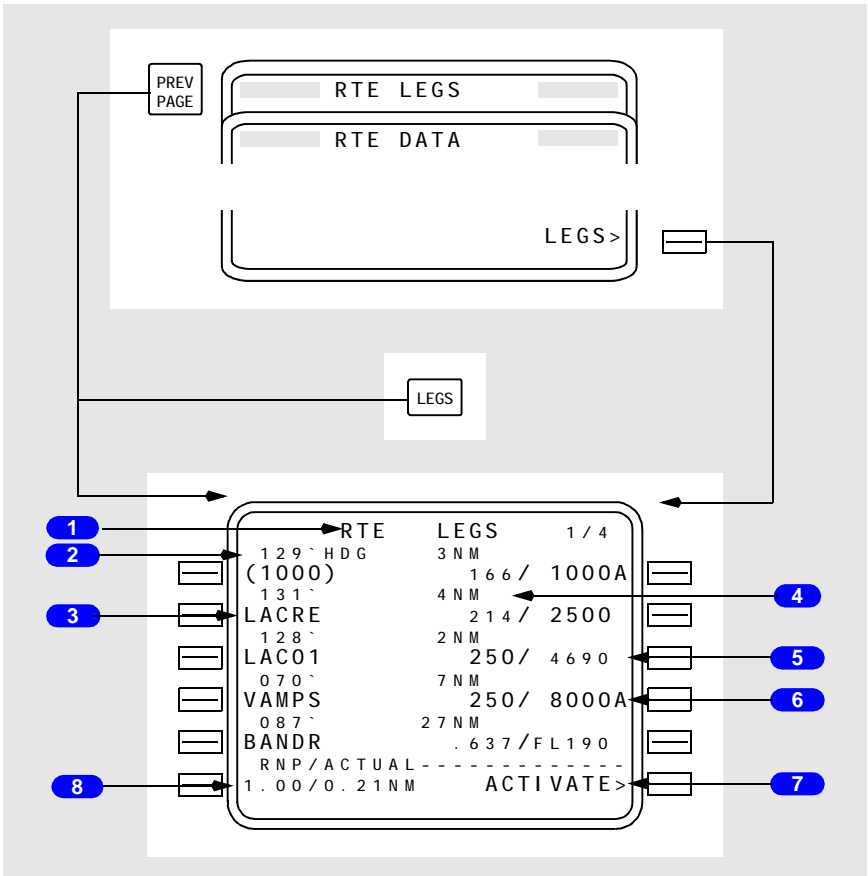 PREV
PAGE
RTE LEGS
RTE DATA
LEGS>
LEGS
1
RTE LEGS 1/4
2
129`HDG 3NM
(1000) 166/ 1000A
131` 4NM
4
3
LACRE 214/ 2500
128` 2NM
LACO1 250/ 4690
5
070` 7NM
VAMPS 250/ 8000A
6
087` 27NM
BANDR .637/FL190
RNP/ACTUAL-------------
8
1.00/0.21NM ACTIVATE>
7